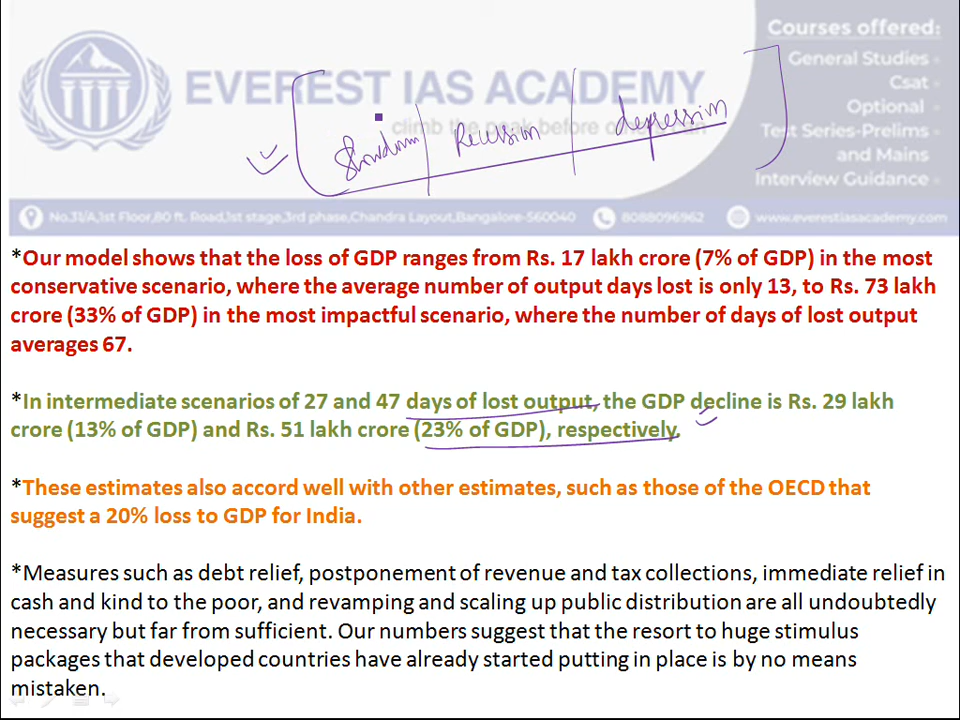 Courses offered:
General Studies
Csat
Optional
Test Series-Prelims
and Mains
Interview Guidance
EVEREST IAS ACADEMY
climb the peak before o
Slowdown Recession depression
No.31/A,1st Floor,80 ft. Road,1st stage,3rd phase,Chandra Layout,Bangalore-560040 8088096962 www.everestiasacademy.com
*Our model shows that the loss of GDP ranges from Rs. 17 lakh crore (7% of GDP) in the most
conservative scenario, where the average number of output days lost is only 13, to Rs. 73 lakh
crore (33% of GDP) in the most impactful scenario, where the number of days of lost output
averages 67.
*In intermediate scenarios of 27 and 47 days of lost output, the GDP decline is Rs. 29 lakh
crore (13% of GDP) and Rs. 51 lakh crore (23% of GDP), respectively.
*These estimates also accord well with other estimates, such as those of the OECD that
suggest a 20% loss to GDP for India.
*Measures such as debt relief, postponement of revenue and tax collections, immediate relief in
cash and kind to the poor, and revamping and scaling up public distribution are all undoubtedly
necessary but far from sufficient. Our numbers suggest that the resort to huge stimulus
packages that developed countries have already started putting in place is by no means
mistaken.